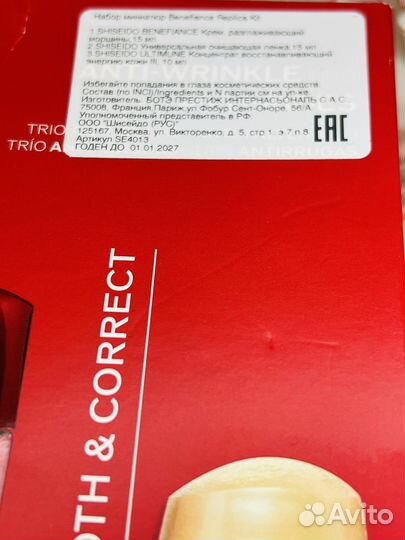 Набор миниатюр Benefiance Replica Kit
1.SHISEIDO BENEFIANCE Крем, разглаживающий
морщины,15 мл
2.SHISEIDO Универсальная очищающая пенка,15 мл
3.SHISEIDO ULTIMUNE Концентрат восстанавливающий
энергию кожи III, 10 мл
WRINKLE
Избегайте попадания в глаза косметических средств.
Состав (по INCI)/Ingredients и N партии см на уп-ке.
Изготовитель: БОТЭ ПРЕСТИЖ ИНТЕРНАСЬОНАЛЬ С.А.С.,
75008, Франция,Париж,ул.Фобур Сент-Оноре, 56/А
Уполномоченный представитель в РФ
ООО "Шисейдо (РУС)"
125167, Москва, ул. Викторенко, д. 5, стр 1, э 7 п 8.
Артикул SE4013
ГОДЕН ДО 01.01.2027
EAC
TRIO
TRÍO A
ANTIRRUGAS
OTH & CORRECT
Avito